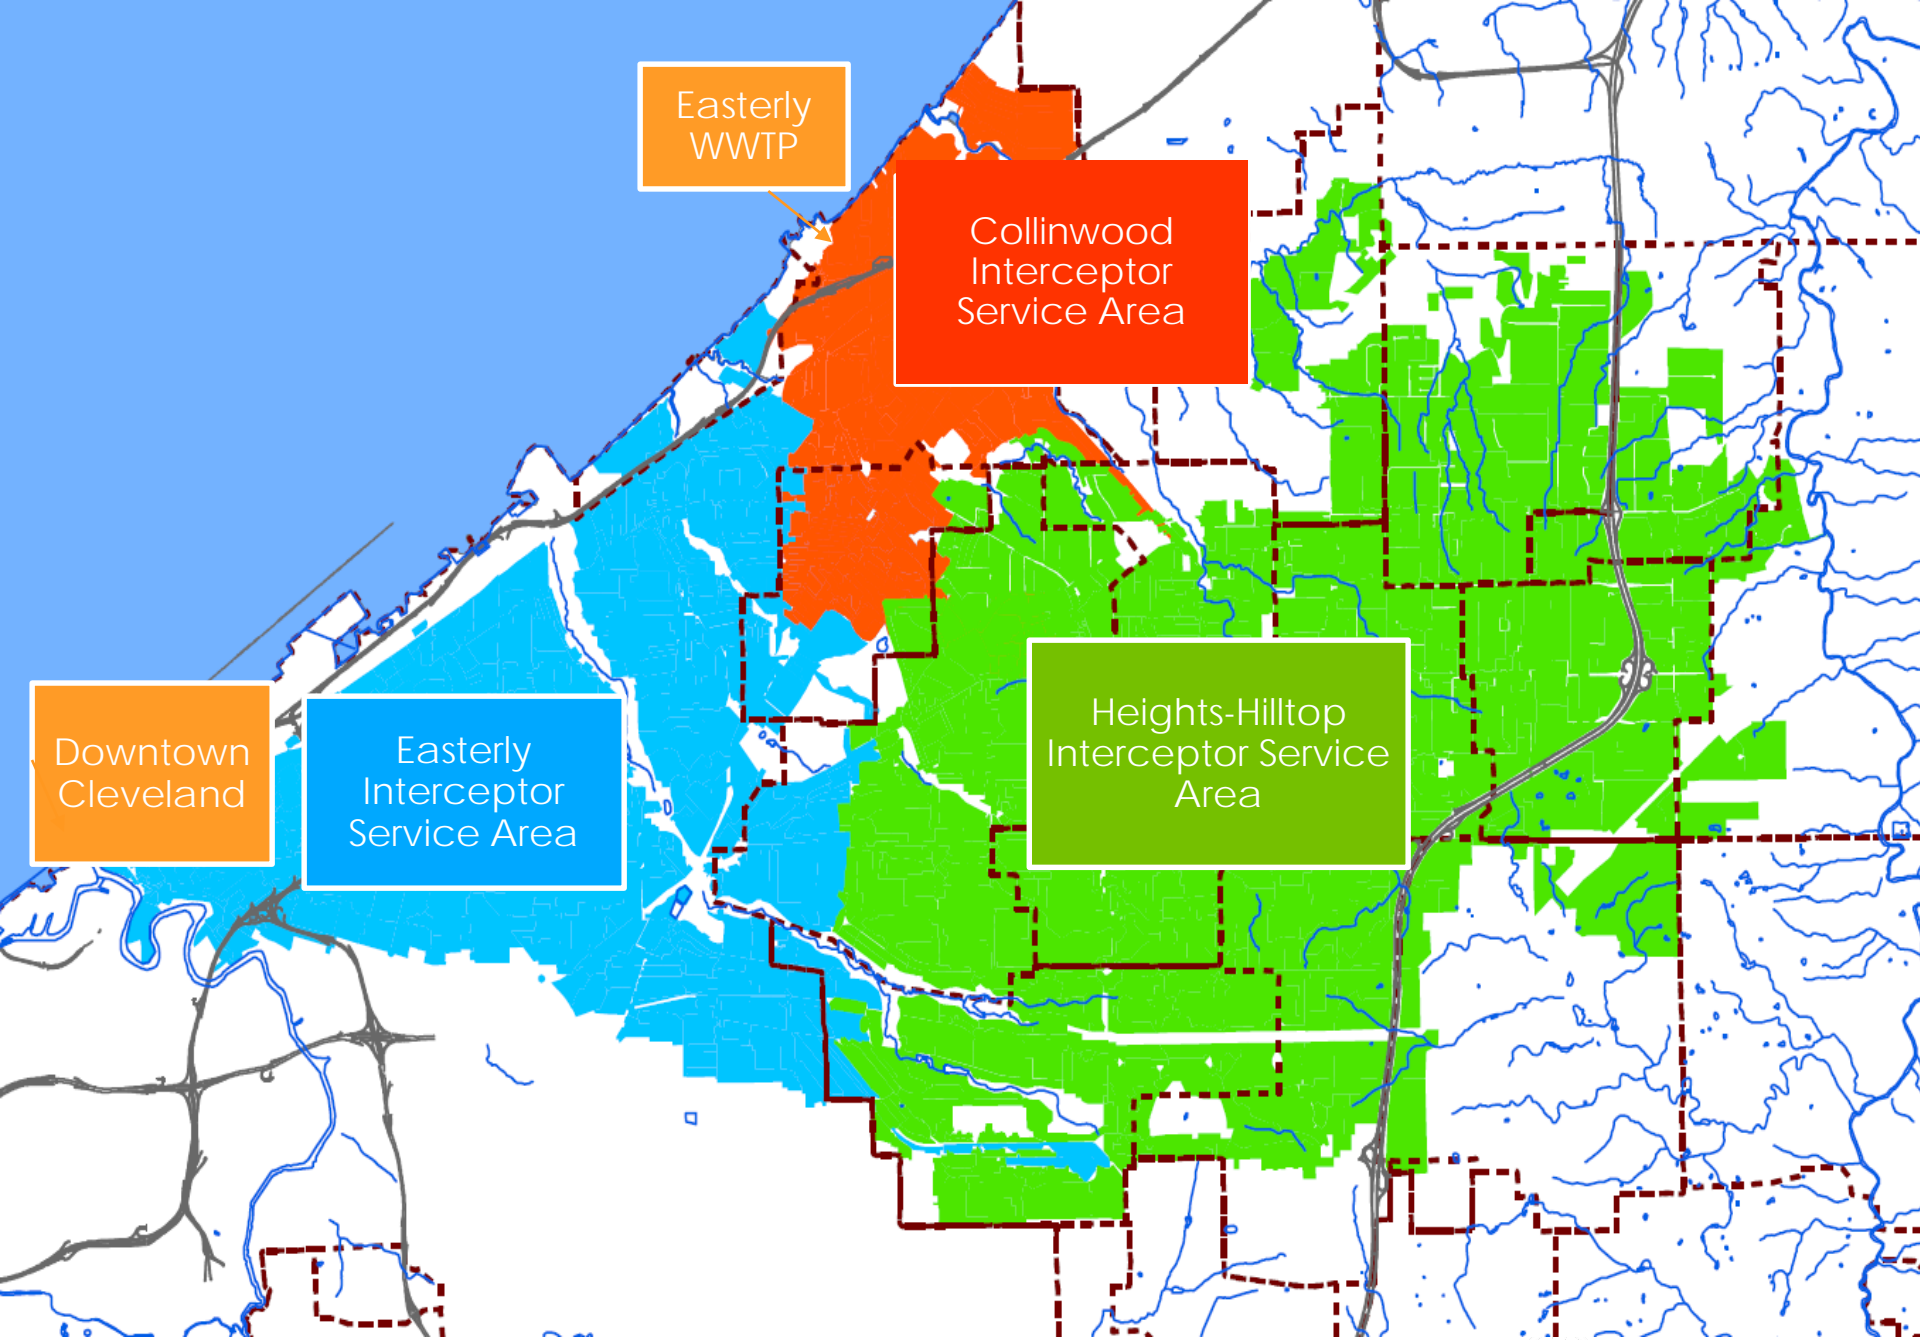 Easterly
WWTP
Collinwood
Interceptor
Service Area
Heights-Hilltop
Interceptor Service
Area
Downtown
Cleveland
Easterly
Interceptor
Service Area